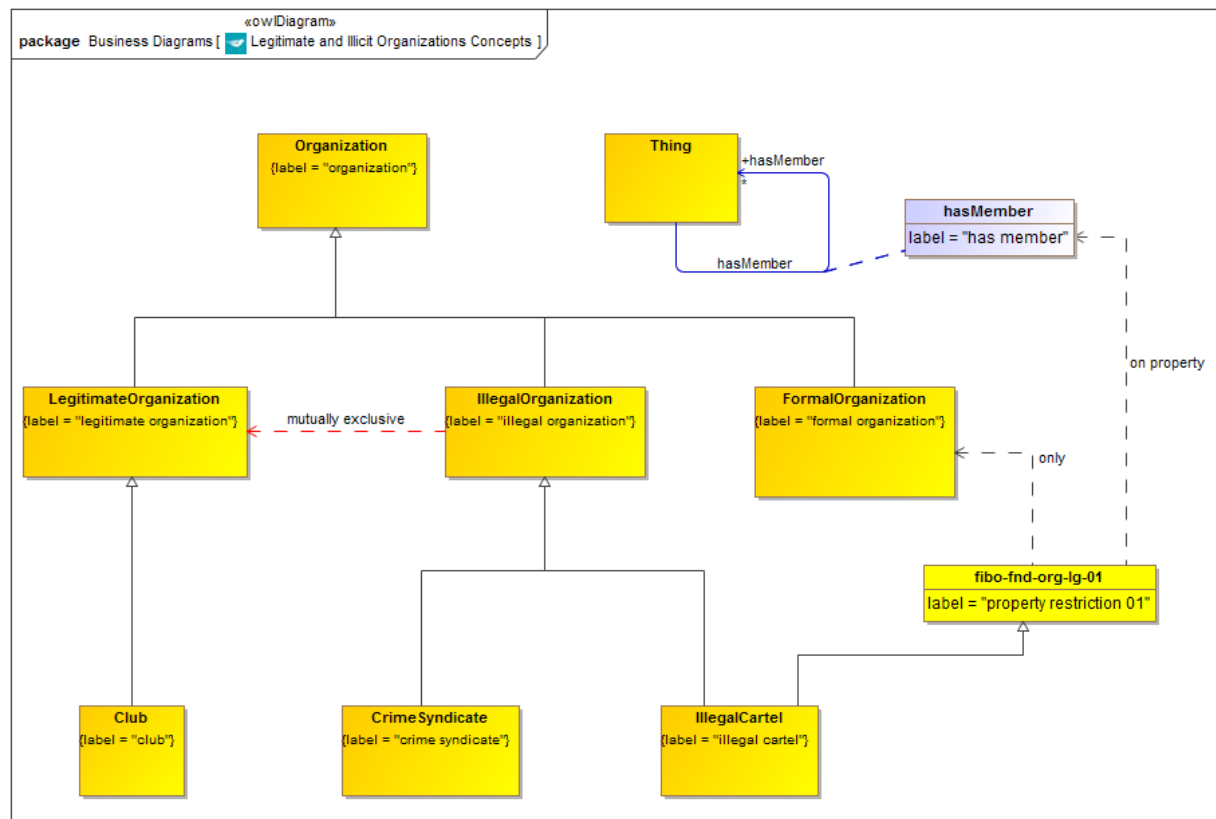 «owlDiagram»
package Business Diagrams [ Legitimate and Illicit Organizations Concepts ]
Organization
{label = "organization"}
Thing
+hasMember
*
hasMember
hasMember
label = "has member"
on property
LegitimateOrganization
{label = "legitimate organization"}
mutually exclusive
IllegalOrganization
{label = "illegal organization"}
FormalOrganization
{label = "formal organization"}
only
fibo-fnd-org-lg-01
label = "property restriction 01"
Club
{label = "club"}
CrimeSyndicate
{label = "crime syndicate"}
IllegalCartel
{label = "illegal cartel"}